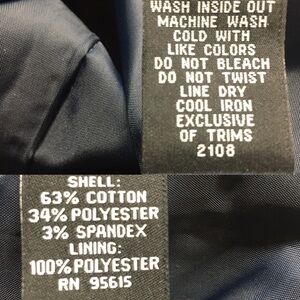 WASH INSIDE OUT
MACHINE WASH
COLD WITH
LIKE COLORS
DO NOT BLEACH
DO NOT TWIST
LINE DRY
COOL IRON
EXCLUSIVE
OF TRIMS
2108
SHELL:
63% COTTON
34% POLYESTER
3% SPANDEX
LINING:
100% POLYESTER
RN 95615